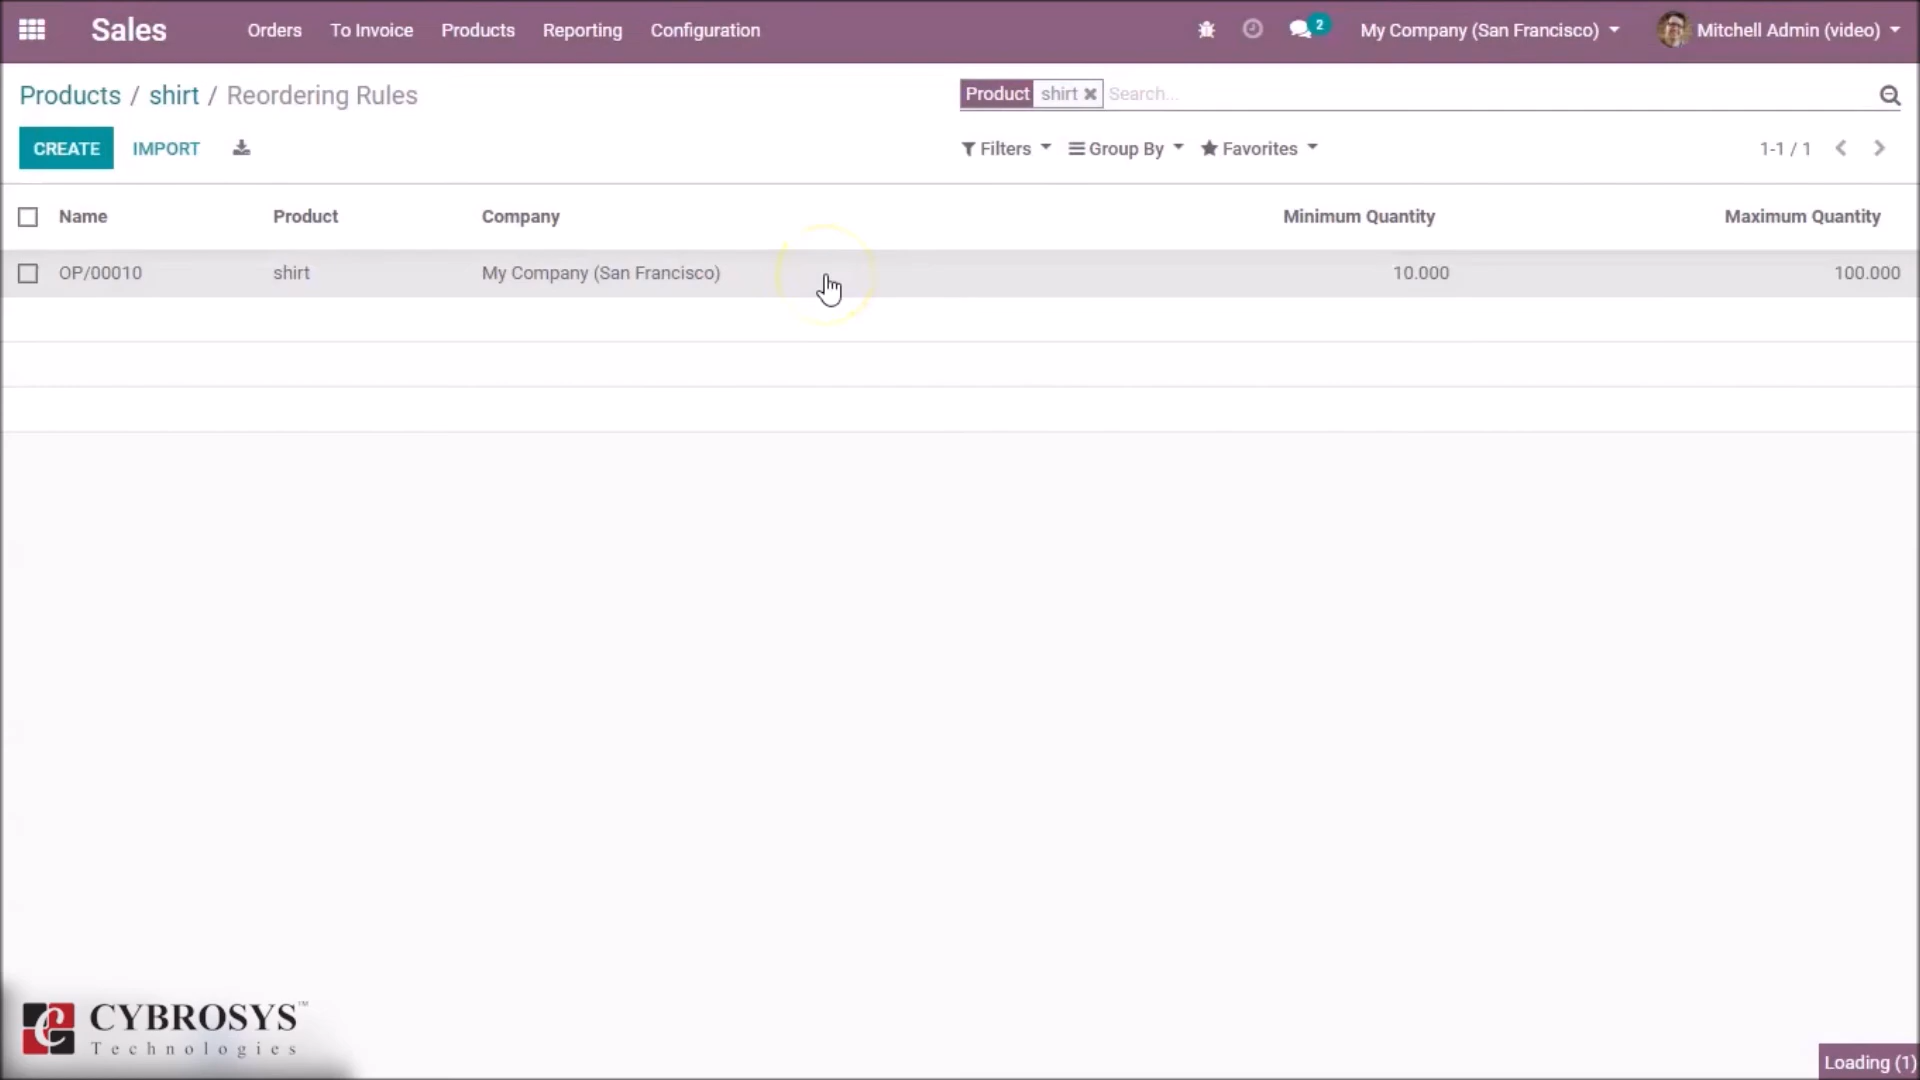 Sales Orders To Invoice Products Reporting Configuration 2 My Company (San Francisco) Mitchell Admin (video)
Products / shirt / Reordering Rules Product shirt Search...
CREATE IMPORT Filters Group By Favorites 1-1 / 1
Name Product Company Minimum Quantity Maximum Quantity
OP/00010 shirt My Company (San Francisco) 10.000 100.000
CYBROSYS™
Technologies
Loading (1)